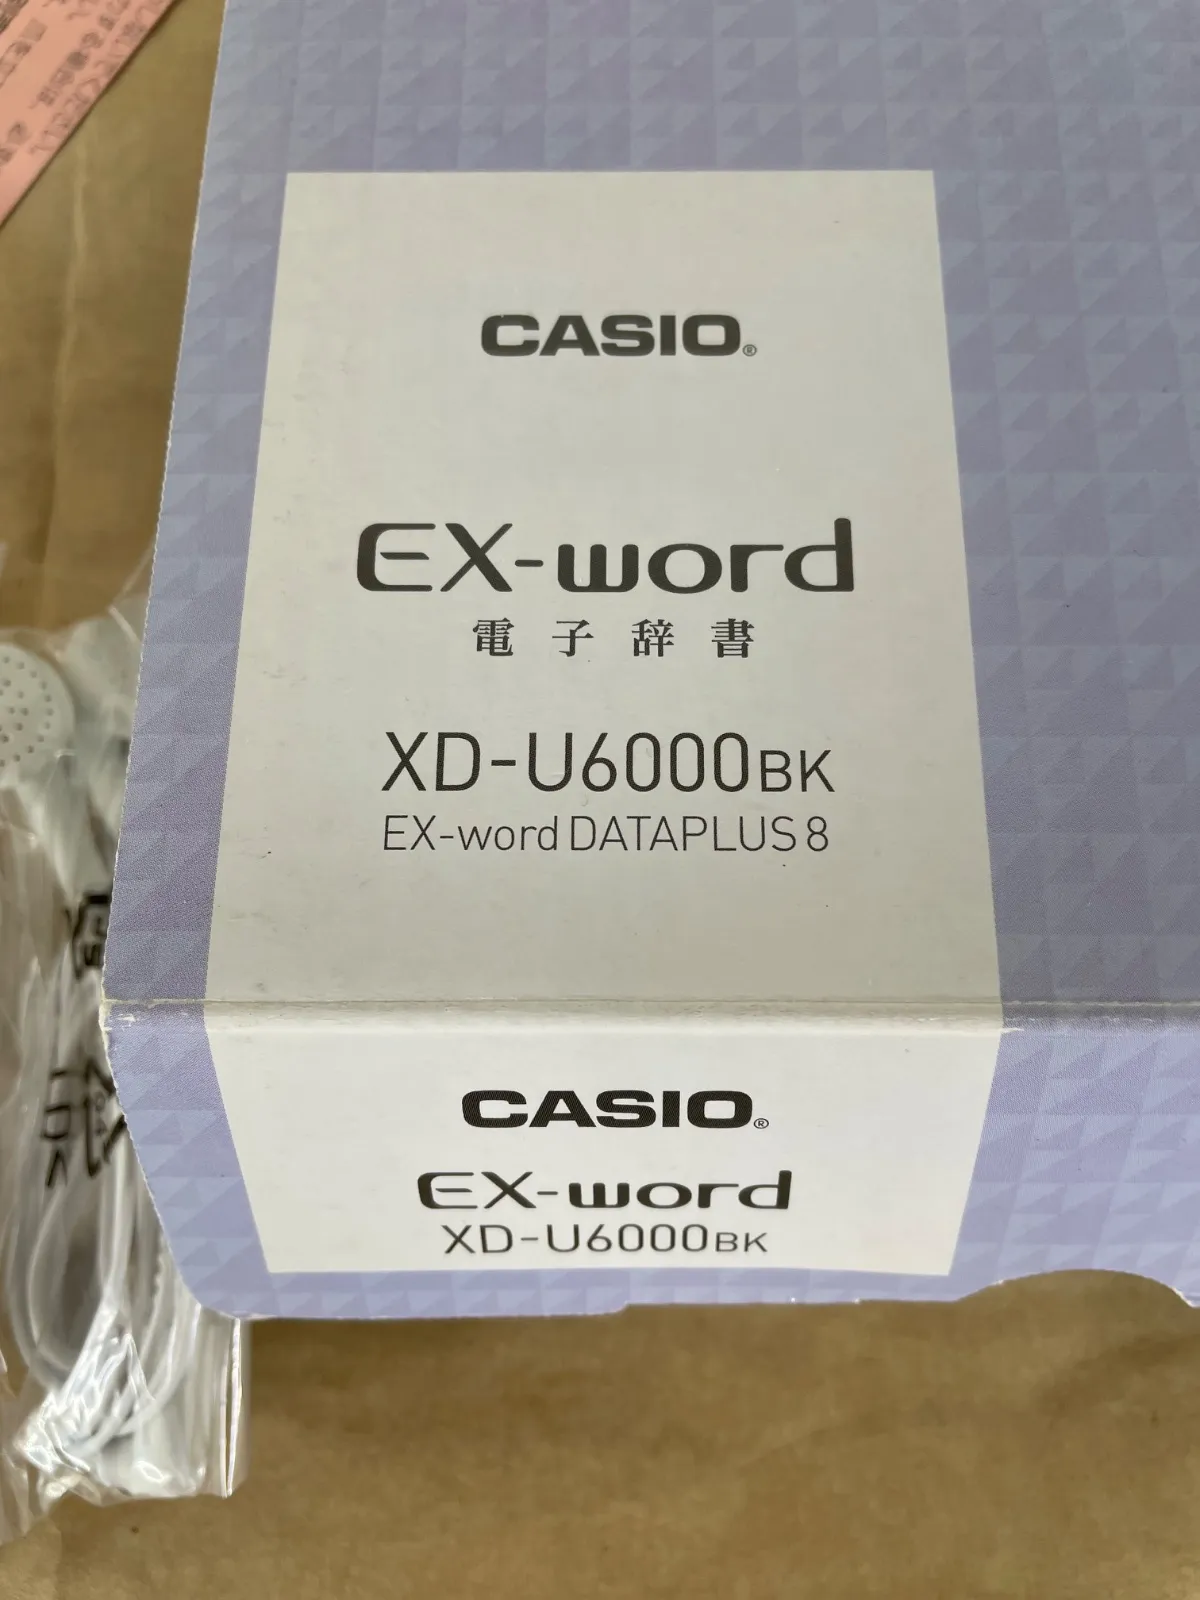 CASIO®
EX-word
電子辞書
XD-U6000BK
EX-word DATAPLUS 8
CASIO®
EX-word
XD-U6000BK